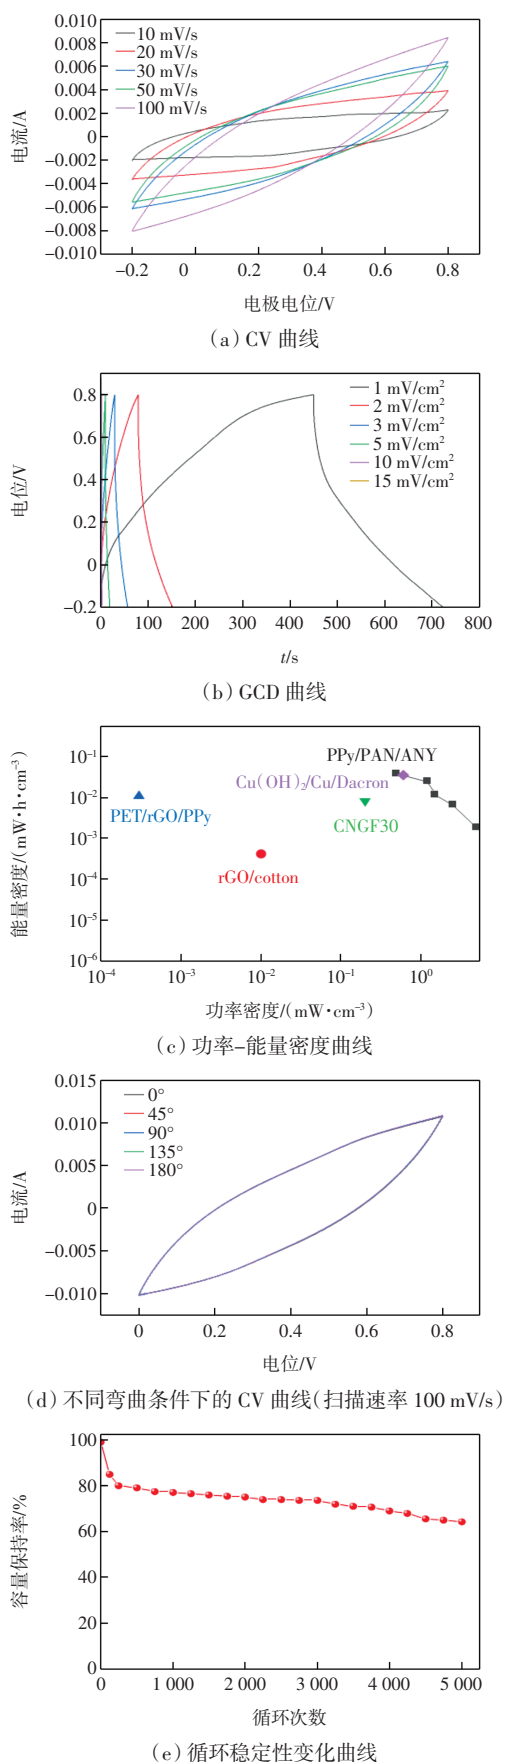 0.010
0.008
0.006
0.004
0.002
0
−0.002
−0.004
−0.006
−0.008
−0.010
电流/A
10 mV/s
20 mV/s
30 mV/s
50 mV/s
100 mV/s
−0.2 0 0.2 0.4 0.6 0.8
电极电位/V
(a) CV 曲线
0.8
0.6
0.4
0.2
0
−0.2
电位/V
1 mV/cm²
2 mV/cm²
3 mV/cm²
5 mV/cm²
10 mV/cm²
15 mV/cm²
0 100 200 300 400 500 600 700 800
t/s
(b) GCD 曲线
10⁻¹
10⁻²
10⁻³
10⁻⁴
10⁻⁵
10⁻⁶
能量密度/(mW·h·cm⁻³)
PPy/PAN/ANY
Cu(OH)₂/Cu/Dacron
PET/rGO/PPy
CNGF30
rGO/cotton
10⁻⁴ 10⁻³ 10⁻² 10⁻¹ 10⁰
功率密度/(mW·cm⁻³)
(c) 功率–能量密度曲线
0.015
0.010
0.005
0
−0.005
−0.010
电流/A
0°
45°
90°
135°
180°
0 0.2 0.4 0.6 0.8
电位/V
(d) 不同弯曲条件下的 CV 曲线(扫描速率 100 mV/s)
100
80
60
40
20
0
容量保持率/%
0 1 000 2 000 3 000 4 000 5 000
循环次数
(e) 循环稳定性变化曲线